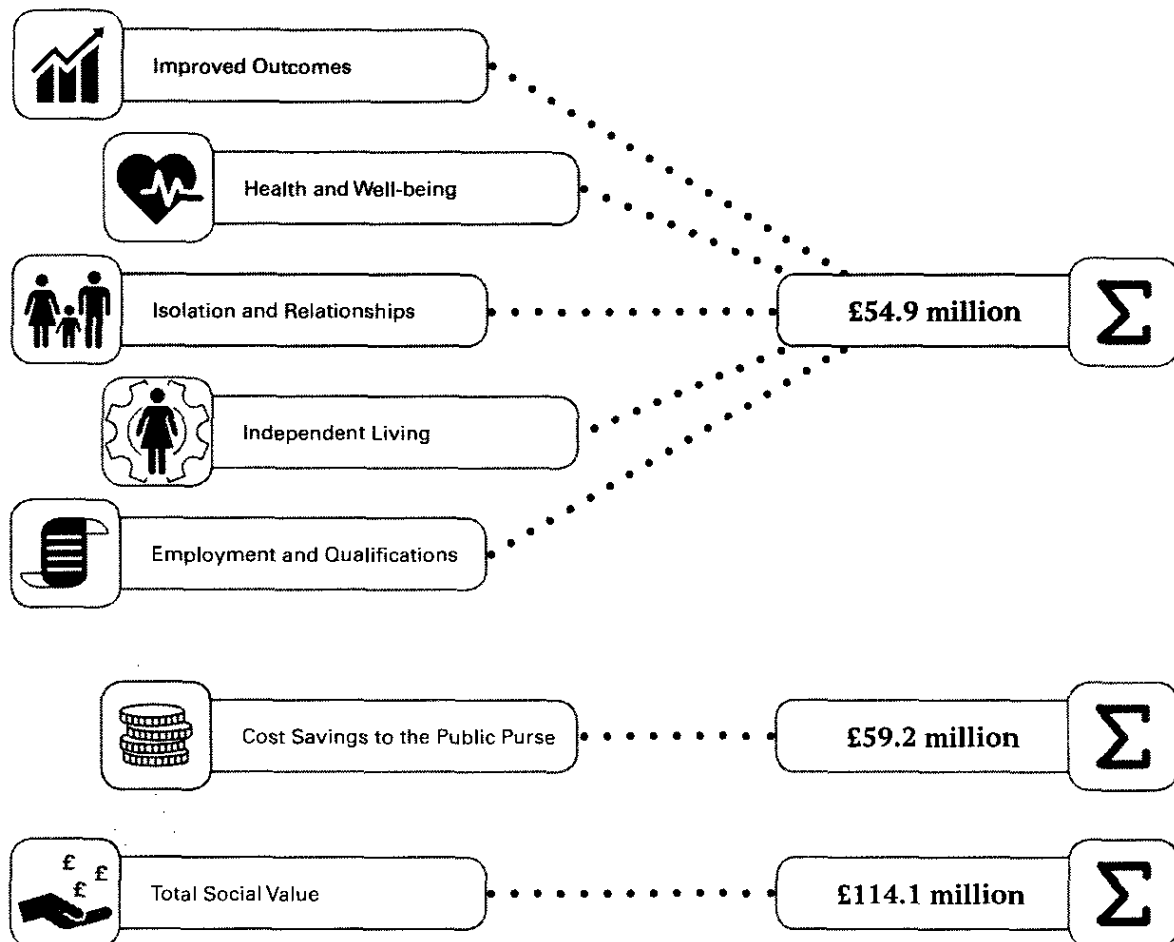 Improved Outcomes
Health and Well-being
Isolation and Relationships
£54.9 million
Σ
Independent Living
Employment and Qualifications
Cost Savings to the Public Purse
£59.2 million
Σ
£ £ £
Total Social Value
£114.1 million
Σ